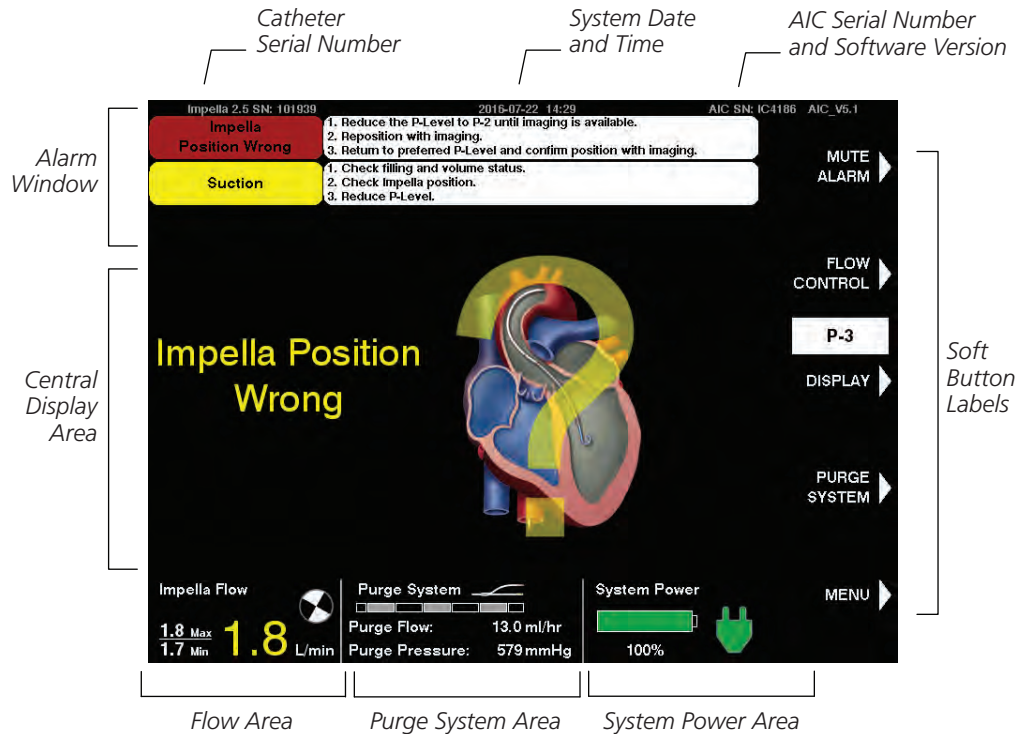 Catheter
Serial Number
System Date
and Time
AIC Serial Number
and Software Version
Impella 2.5 SN: 101939
2016-07-22 14:29
AIC SN: IC4186 AIC_V5.1
Alarm
Window
Impella
Position Wrong
1. Reduce the P-Level to P-2 until imaging is available.
2. Reposition with imaging.
3. Return to preferred P-Level and confirm position with imaging.
Suction
1. Check filling and volume status.
2. Check Impella position.
3. Reduce P-Level.
MUTE
ALARM
FLOW
CONTROL
P-3
DISPLAY
PURGE
SYSTEM
MENU
Soft
Button
Labels
Central
Display
Area
Impella Position
Wrong
?
Impella Flow
1.8 Max
1.7 Min
1.8 L/min
Purge System
Purge Flow: 13.0 ml/hr
Purge Pressure: 579 mmHg
System Power
100%
Flow Area
Purge System Area
System Power Area